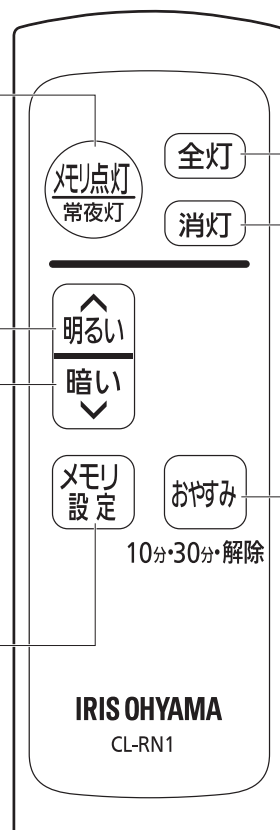 メモリ点灯
常夜灯
全灯
消灯
明るい
暗い
メモリ
設定
おやすみ
10分・30分・解除
IRIS OHYAMA
CL-RN1